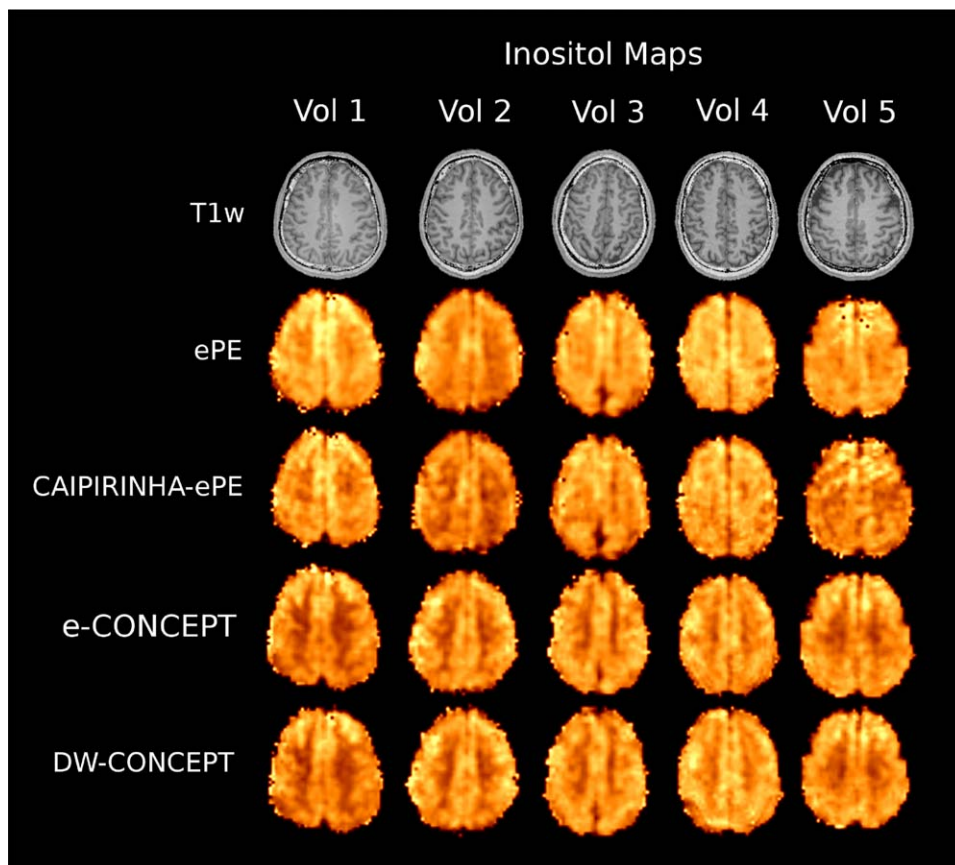 Inositol Maps
Vol 1 Vol 2 Vol 3 Vol 4 Vol 5
T1w
ePE
CAIPIRINHA-ePE
e-CONCEPT
DW-CONCEPT